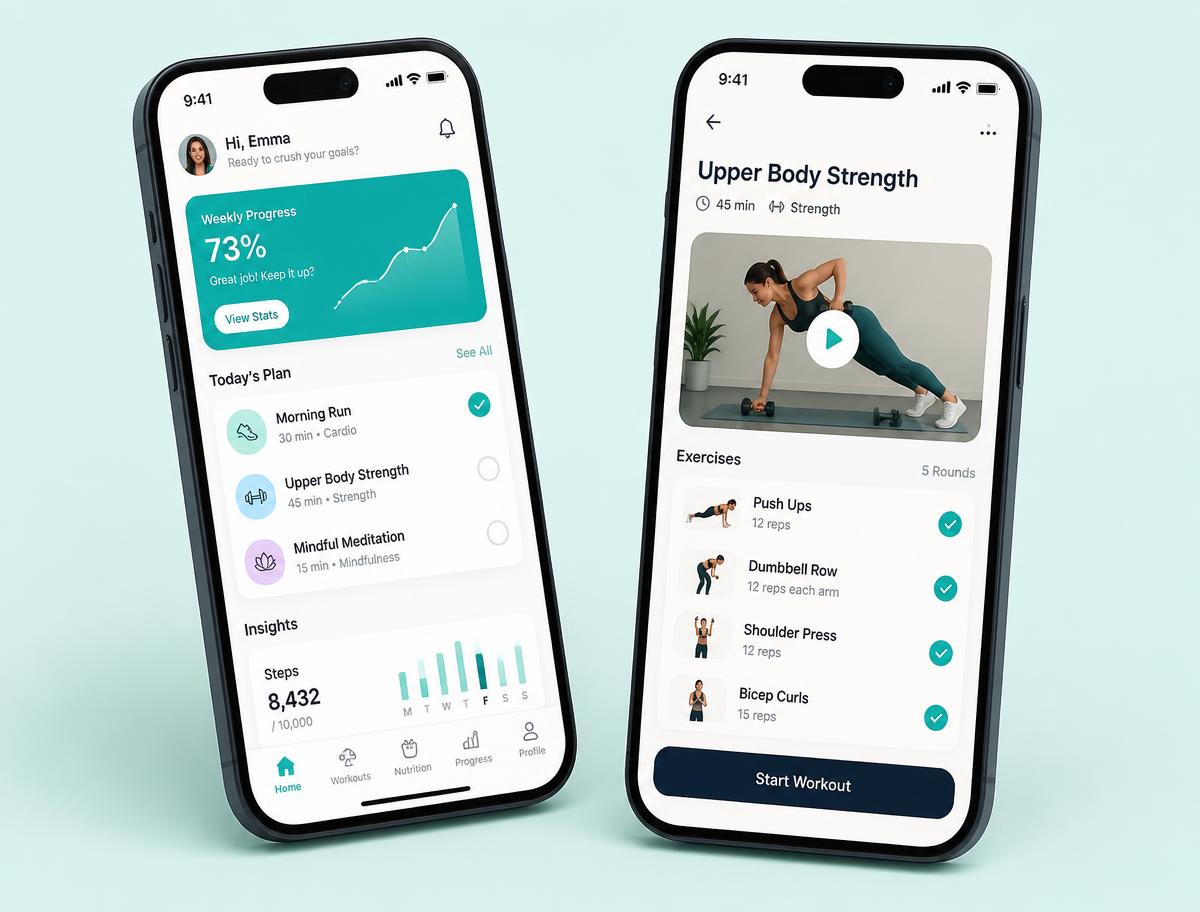 9:41
Hi, Emma
Ready to crush your goals?
Weekly Progress
73%
Great job! Keep it up?
View Stats
Today's Plan
See All
Morning Run
30 min • Cardio
Upper Body Strength
45 min • Strength
Mindful Meditation
15 min • Mindfulness
Insights
Steps
8,432
/ 10,000
M T W T F S S
Home
Workouts
Nutrition
Progress
Profile
9:41
Upper Body Strength
45 min
Strength
Exercises
5 Rounds
Push Ups
12 reps
Dumbbell Row
12 reps each arm
Shoulder Press
12 reps
Bicep Curls
15 reps
Start Workout